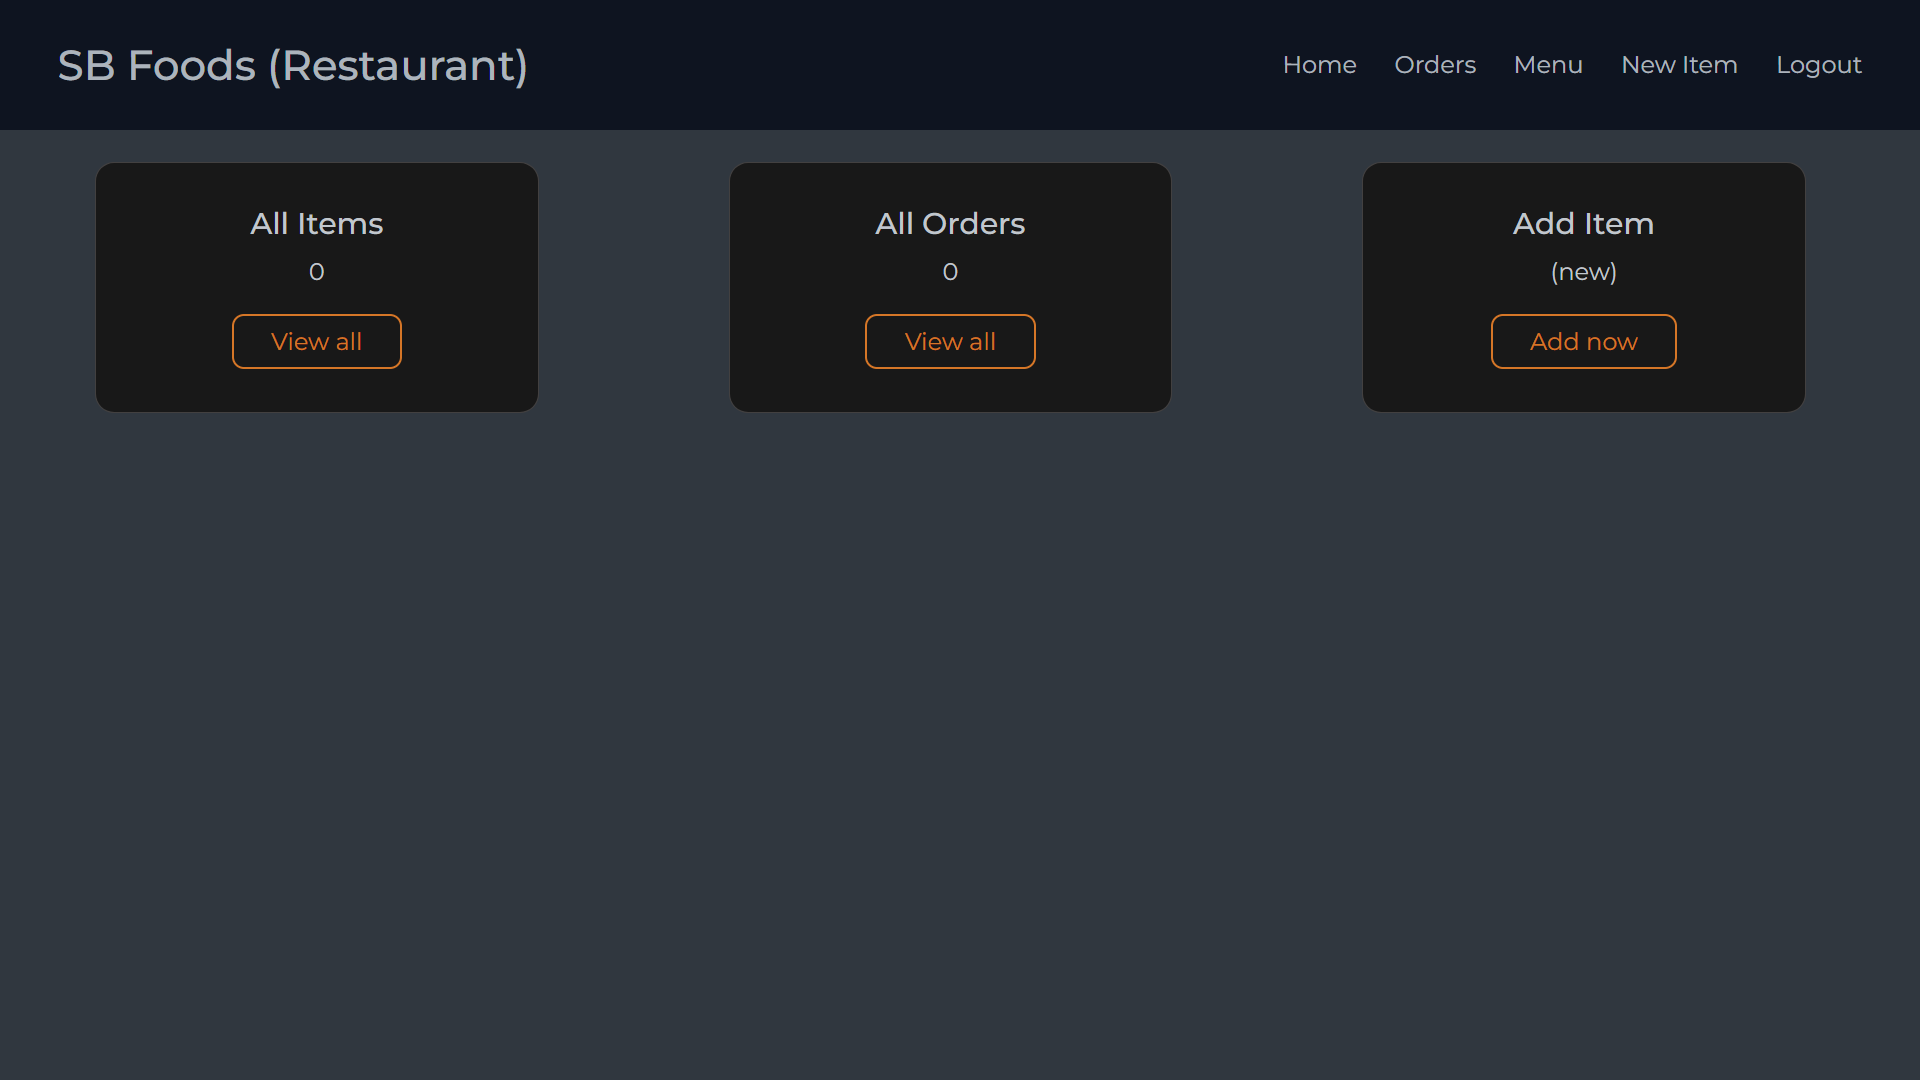 SB Foods (Restaurant)
Home Orders Menu New Item Logout
All Items
0
View all
All Orders
0
View all
Add Item
(new)
Add now